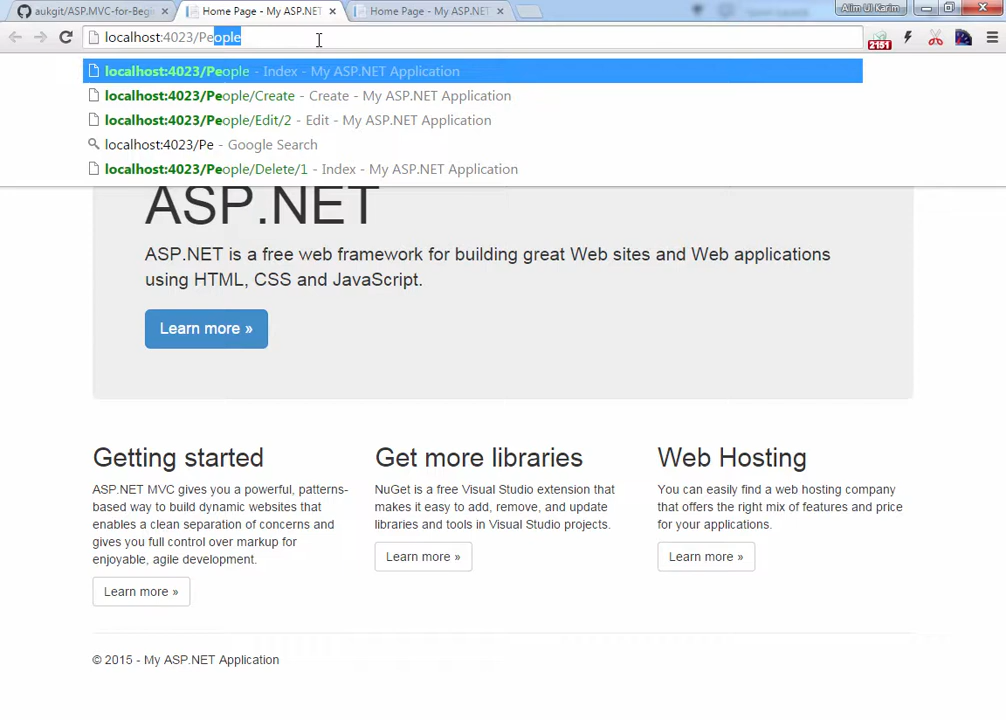 aukgit/ASP.MVC-for-Begin
Home Page - My ASP.NET
Home Page - My ASP.NET
Alim Ul Karim
localhost:4023/People
2151
localhost:4023/People - Index - My ASP.NET Application
localhost:4023/People/Create - Create - My ASP.NET Application
localhost:4023/People/Edit/2 - Edit - My ASP.NET Application
localhost:4023/Pe - Google Search
localhost:4023/People/Delete/1 - Index - My ASP.NET Application
ASP.NET
ASP.NET is a free web framework for building great Web sites and Web applications
using HTML, CSS and JavaScript.
Learn more »
Getting started
ASP.NET MVC gives you a powerful, patterns-
based way to build dynamic websites that
enables a clean separation of concerns and
gives you full control over markup for
enjoyable, agile development.
Learn more »
Get more libraries
NuGet is a free Visual Studio extension that
makes it easy to add, remove, and update
libraries and tools in Visual Studio projects.
Learn more »
Web Hosting
You can easily find a web hosting company
that offers the right mix of features and price
for your applications.
Learn more »
© 2015 - My ASP.NET Application